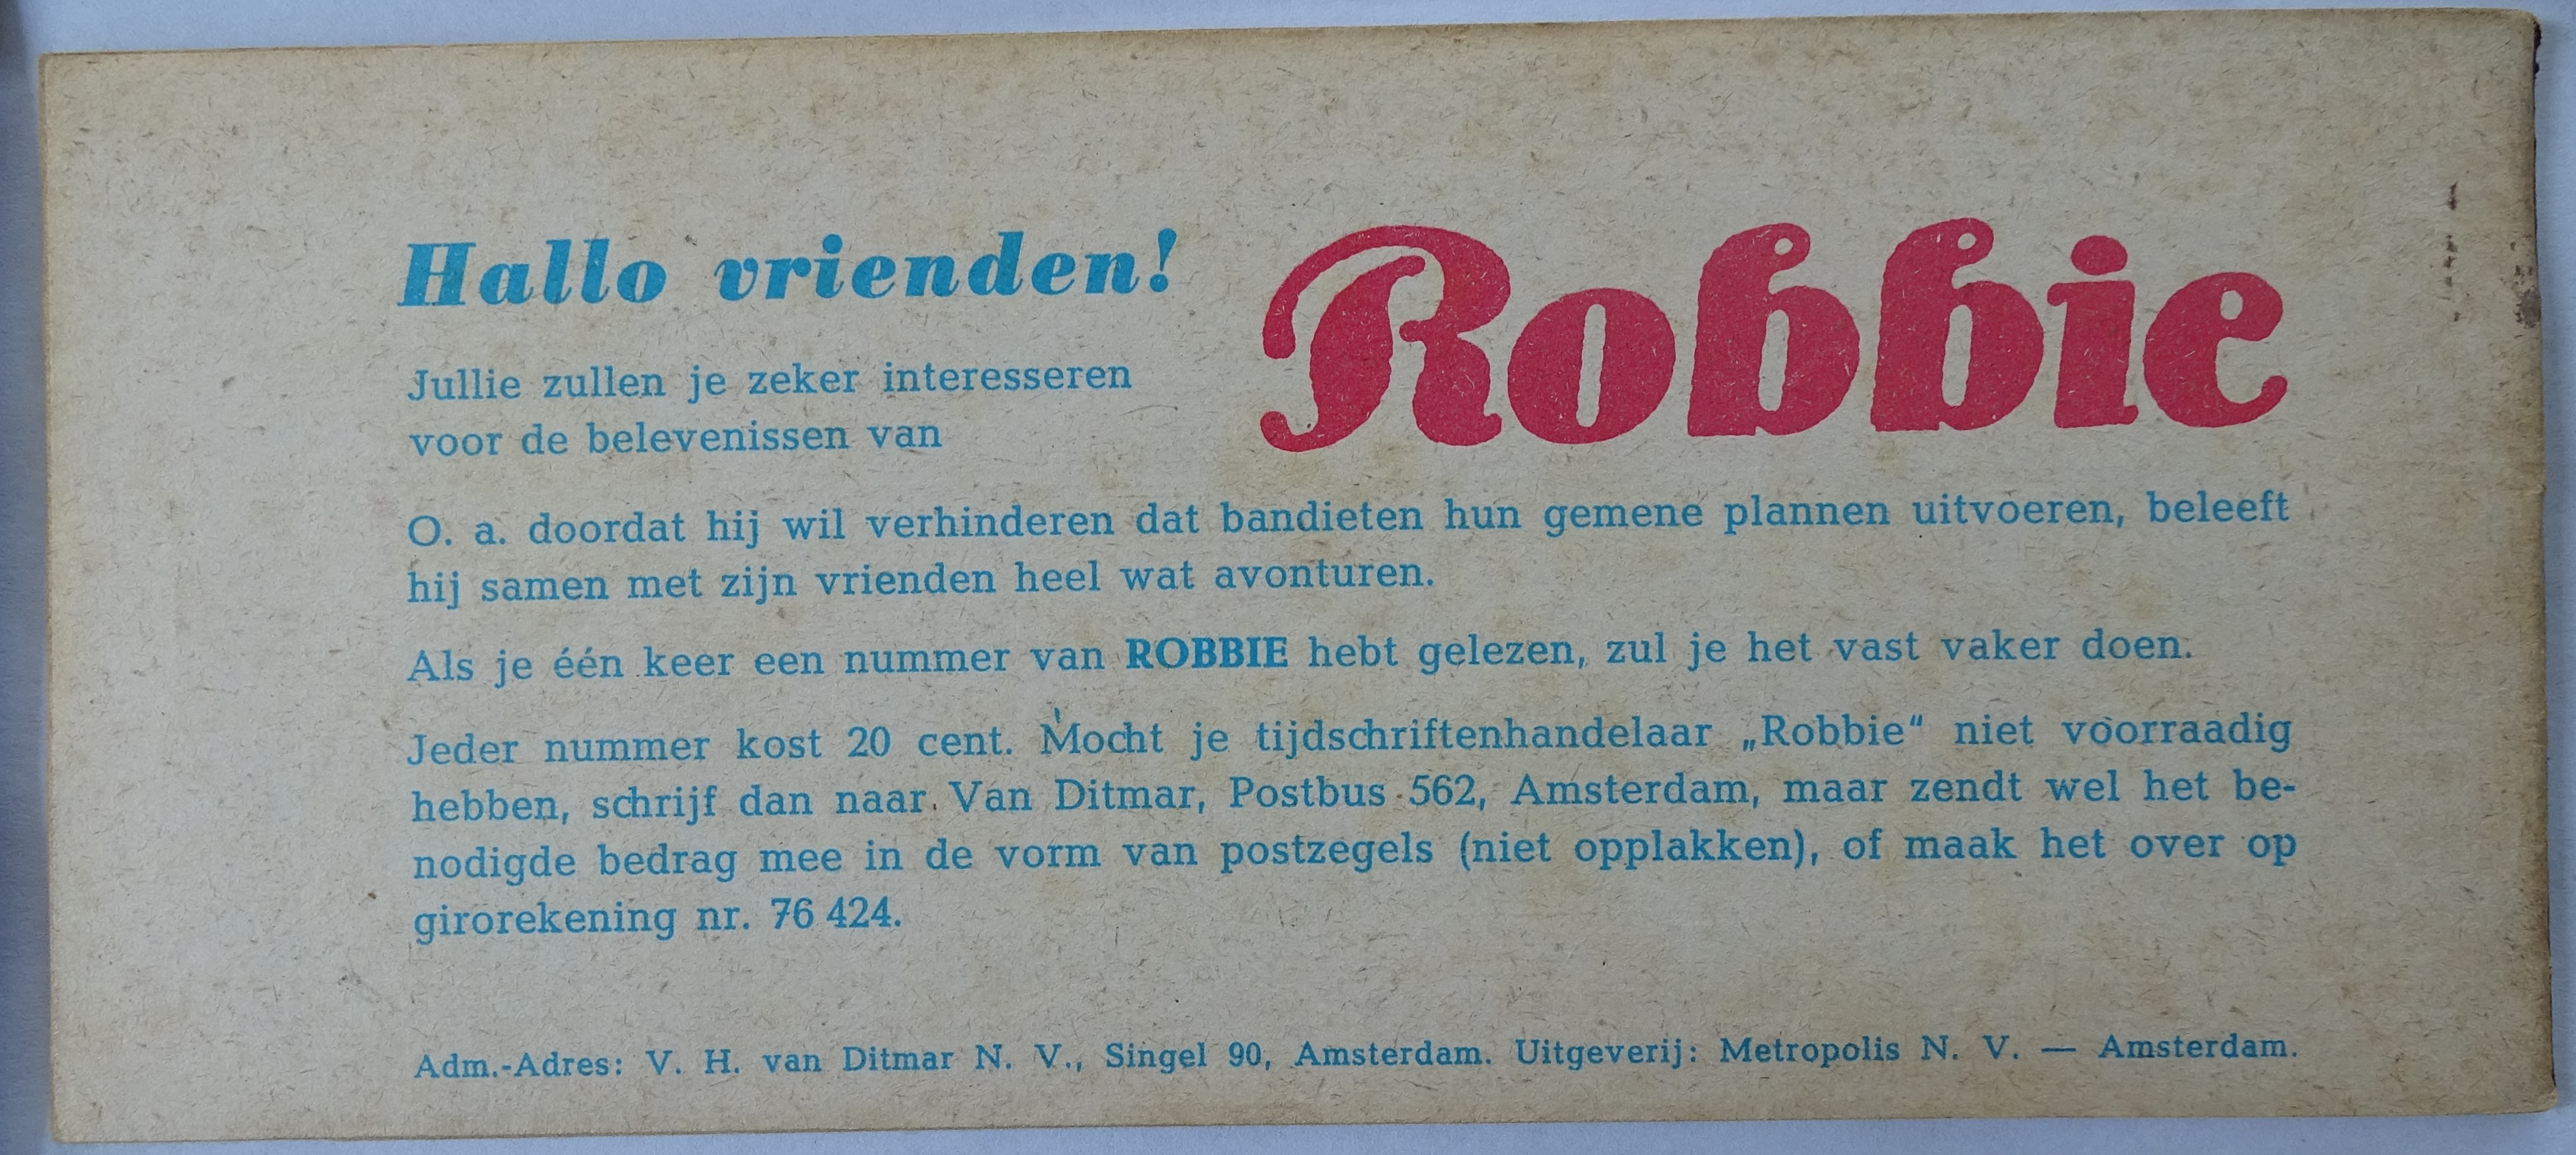 Hallo vrienden!
Jullie zullen je zeker interesseren
voor de belevenissen van
Robbie
O. a. doordat hij wil verhinderen dat bandieten hun gemene plannen uitvoeren, beleeft
hij samen met zijn vrienden heel wat avonturen.
Als je één keer een nummer van ROBBIE hebt gelezen, zul je het vast vaker doen.
Jeder nummer kost 20 cent. Mocht je tijdschriftenhandelaar „Robbie“ niet voorraadig
hebben, schrijf dan naar Van Ditmar, Postbus 562, Amsterdam, maar zendt wel het be-
nodigde bedrag mee in de vorm van postzegels (niet opplakken), of maak het over op
girorekening nr. 76 424.
Adm.-Adres: V. H. van Ditmar N. V., Singel 90, Amsterdam. Uitgeverij: Metropolis N. V. — Amsterdam.